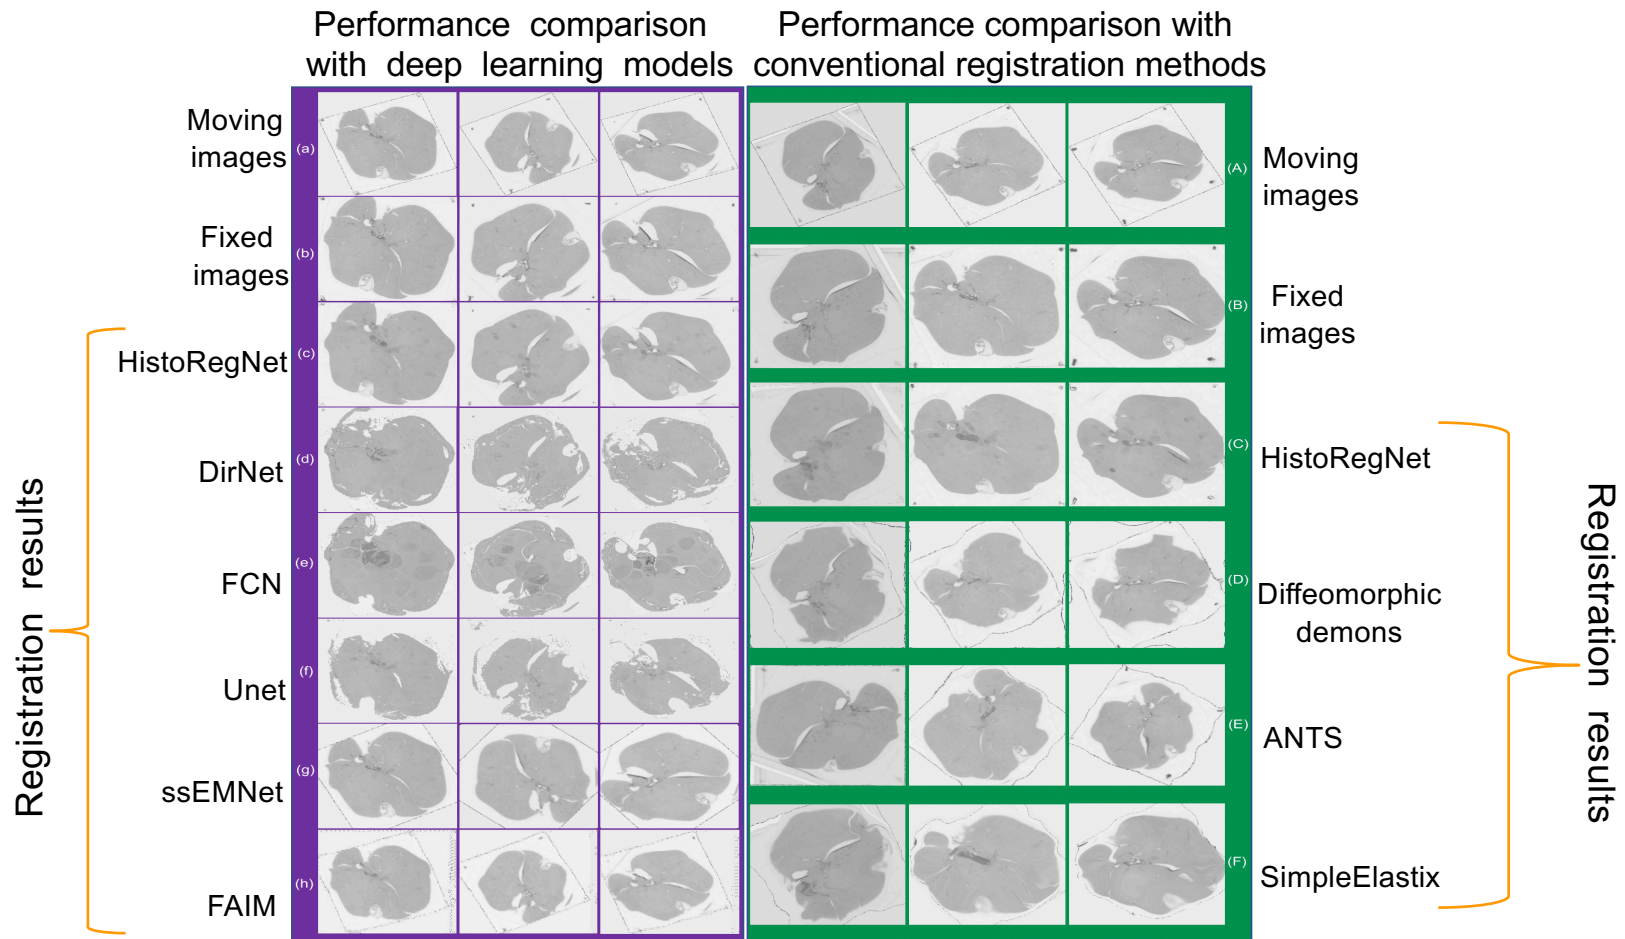 Performance comparison
with deep learning models
Performance comparison with
conventional registration methods
Moving
images
(a)
Fixed
images
(b)
HistoRegNet
(c)
DirNet
(d)
FCN
(e)
Unet
(f)
ssEMNet
(g)
FAIM
(h)
Registration results
(A)
Moving
images
(B)
Fixed
images
(C)
HistoRegNet
(D)
Diffeomorphic
demons
(E)
ANTS
(F)
SimpleElastix
Registration results